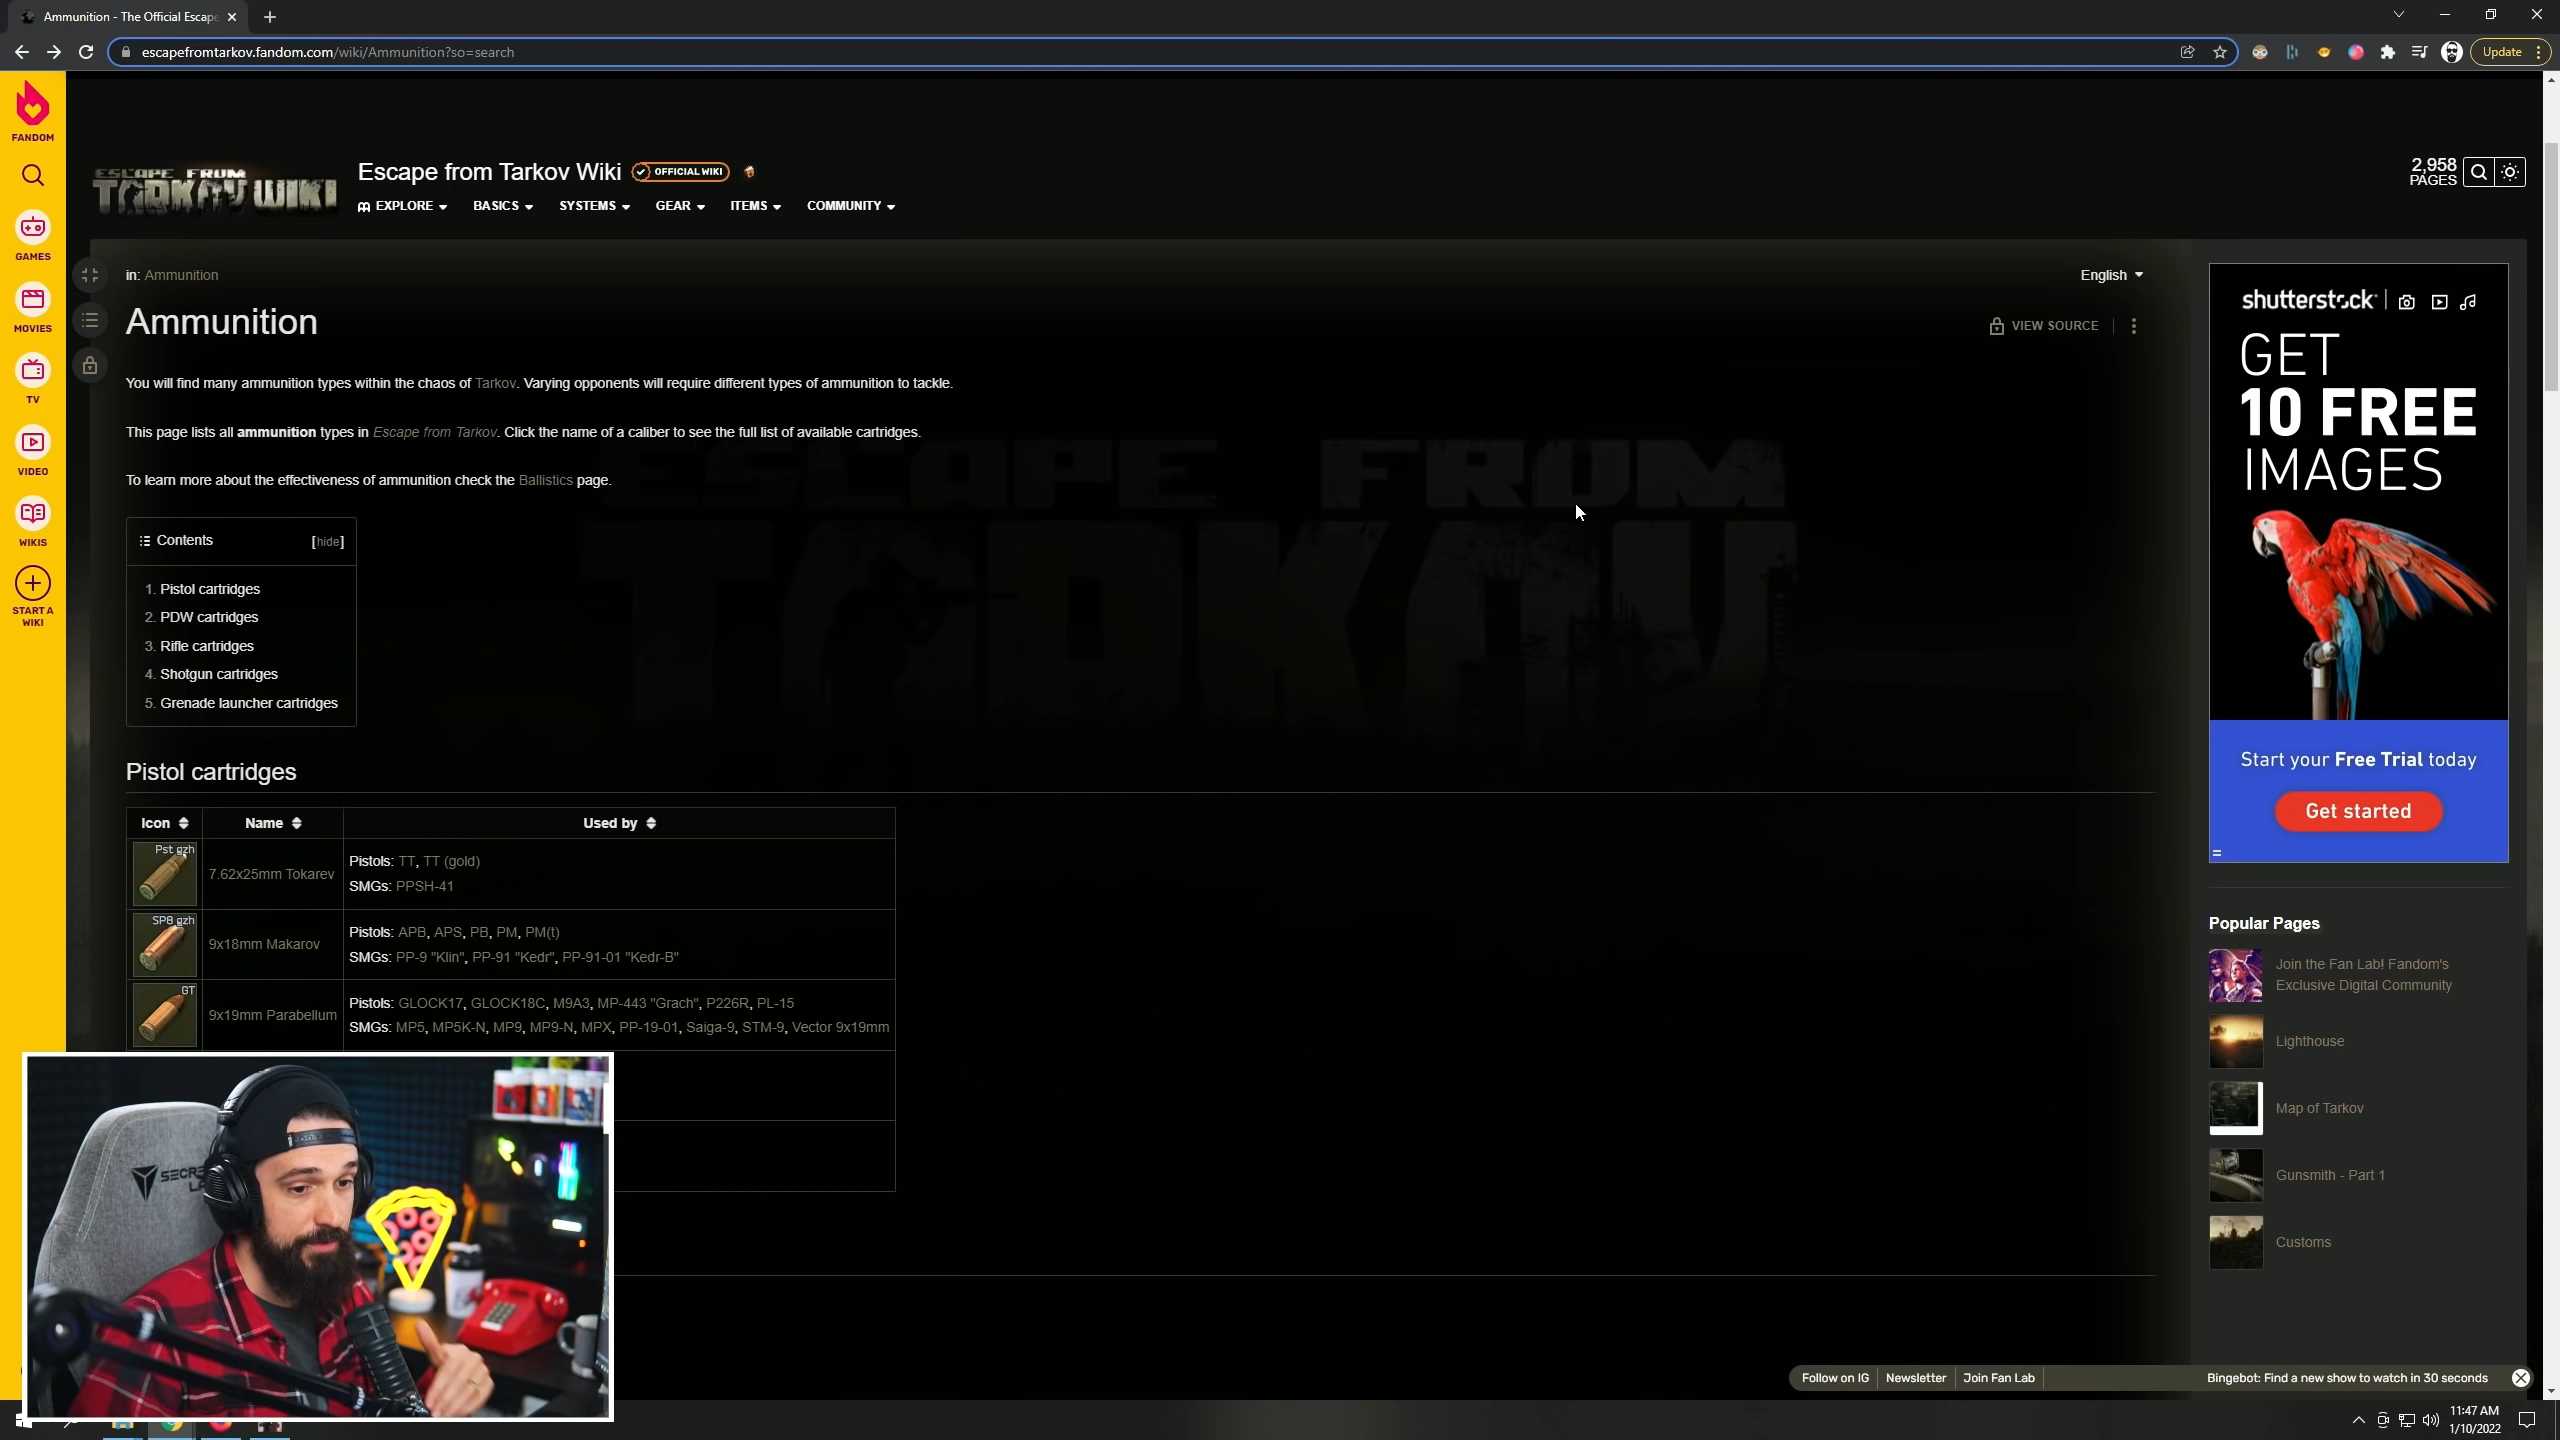 Ammunition - The Official Escape
escapefromtarkov.fandom.com/wiki/Ammunition?so=search
Update
FANDOM
GAMES
MOVIES
TV
VIDEO
WIKIS
START A
WIKI
ESCAPE FROM
TARKOV WIKI
Escape from Tarkov Wiki
OFFICIAL WIKI
EXPLORE
BASICS
SYSTEMS
GEAR
ITEMS
COMMUNITY
2,958
PAGES
in: Ammunition
English
Ammunition
VIEW SOURCE
You will find many ammunition types within the chaos of Tarkov. Varying opponents will require different types of ammunition to tackle.
This page lists all ammunition types in Escape from Tarkov. Click the name of a caliber to see the full list of available cartridges.
To learn more about the effectiveness of ammunition check the Ballistics page.
ESCAPE FROM
TARKOV
Contents [hide]
1. Pistol cartridges
2. PDW cartridges
3. Rifle cartridges
4. Shotgun cartridges
5. Grenade launcher cartridges
Pistol cartridges
Icon Name Used by
Pst gzh
7.62x25mm Tokarev
Pistols: TT, TT (gold)
SMGs: PPSH-41
SP8 gzh
9x18mm Makarov
Pistols: APB, APS, PB, PM, PM(t)
SMGs: PP-9 "Klin", PP-91 "Kedr", PP-91-01 "Kedr-B"
GT
9x19mm Parabellum
Pistols: GLOCK17, GLOCK18C, M9A3, MP-443 "Grach", P226R, PL-15
SMGs: MP5, MP5K-N, MP9, MP9-N, MPX, PP-19-01, Saiga-9, STM-9, Vector 9x19mm
shutterstock
GET
10 FREE
IMAGES
Start your Free Trial today
Get started
Popular Pages
Join the Fan Lab! Fandom's
Exclusive Digital Community
Lighthouse
Map of Tarkov
Gunsmith - Part 1
Customs
Follow on IG
Newsletter
Join Fan Lab
Bingebot: Find a new show to watch in 30 seconds
11:47 AM
1/10/2022